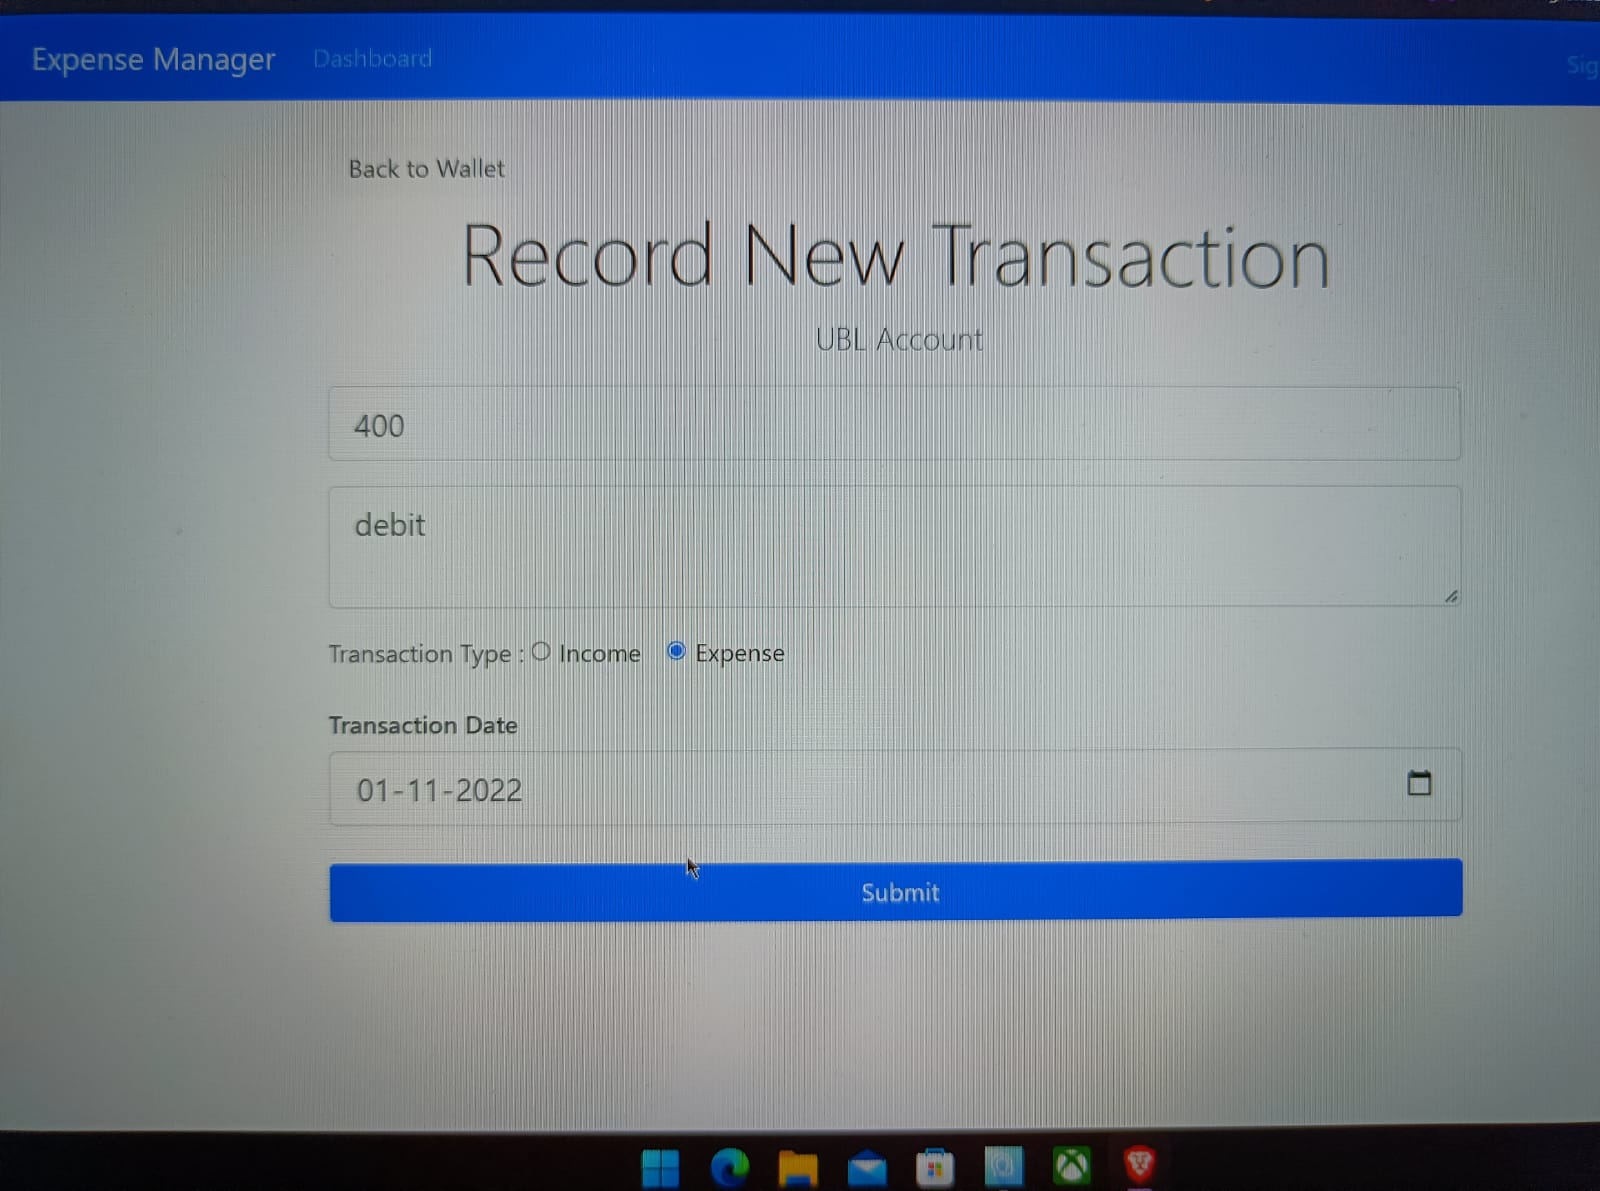 Expense Manager Dashboard
Back to Wallet
Record New Transaction
UBL Account
400
debit
Transaction Type : Income Expense
Transaction Date
01-11-2022
Submit